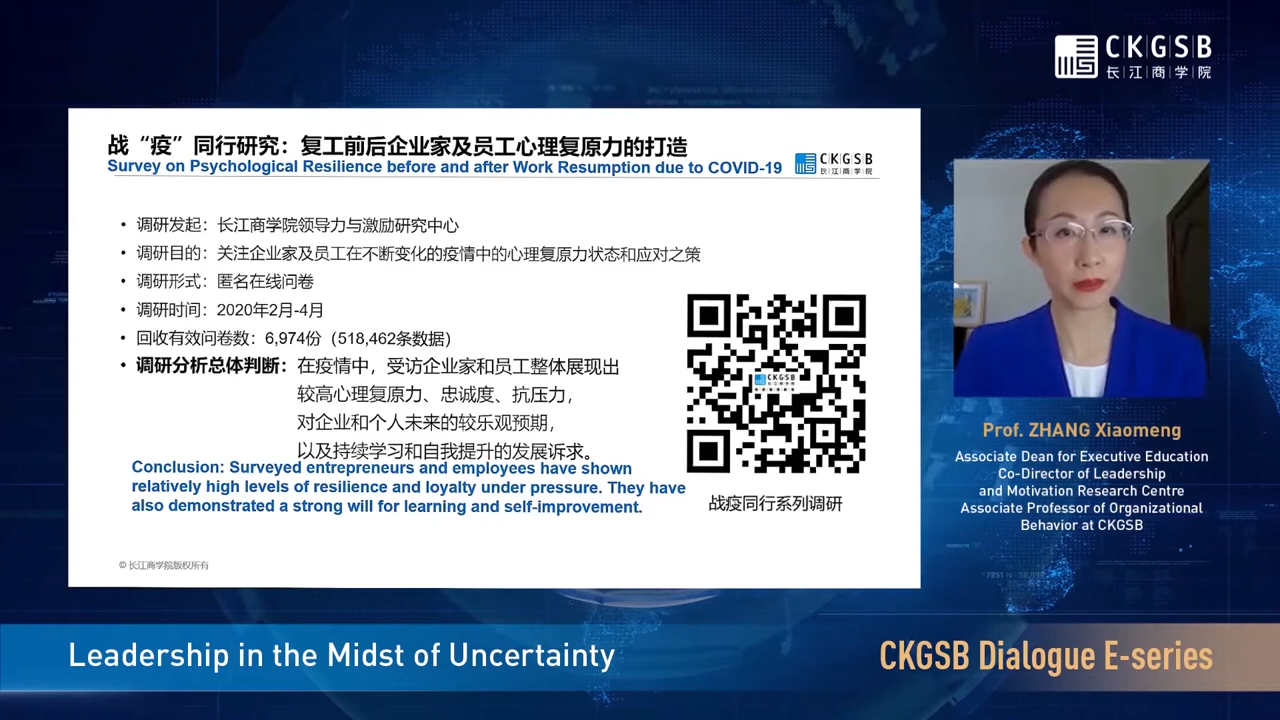 CKGSB
长江商学院
战“疫”同行研究：复工前后企业家及员工心理复原力的打造
Survey on Psychological Resilience before and after Work Resumption due to COVID-19
CKGSB
长江商学院
• 调研发起：长江商学院领导力与激励研究中心
• 调研目的：关注企业家及员工在不断变化的疫情中的心理复原力状态和应对之策
• 调研形式：匿名在线问卷
• 调研时间：2020年2月-4月
• 回收有效问卷数：6,974份（518,462条数据）
• 调研分析总体判断：在疫情中，受访企业家和员工整体展现出
较高心理复原力、忠诚度、抗压力，
对企业和个人未来的较乐观预期，
以及持续学习和自我提升的发展诉求。
Conclusion: Surveyed entrepreneurs and employees have shown
relatively high levels of resilience and loyalty under pressure. They have
also demonstrated a strong will for learning and self-improvement.
CKGSB
长江商学院
战疫同行系列调研
© 长江商学院版权所有
Prof. ZHANG Xiaomeng
Associate Dean for Executive Education
Co-Director of Leadership
and Motivation Research Centre
Associate Professor of Organizational
Behavior at CKGSB
Leadership in the Midst of Uncertainty
CKGSB Dialogue E-series